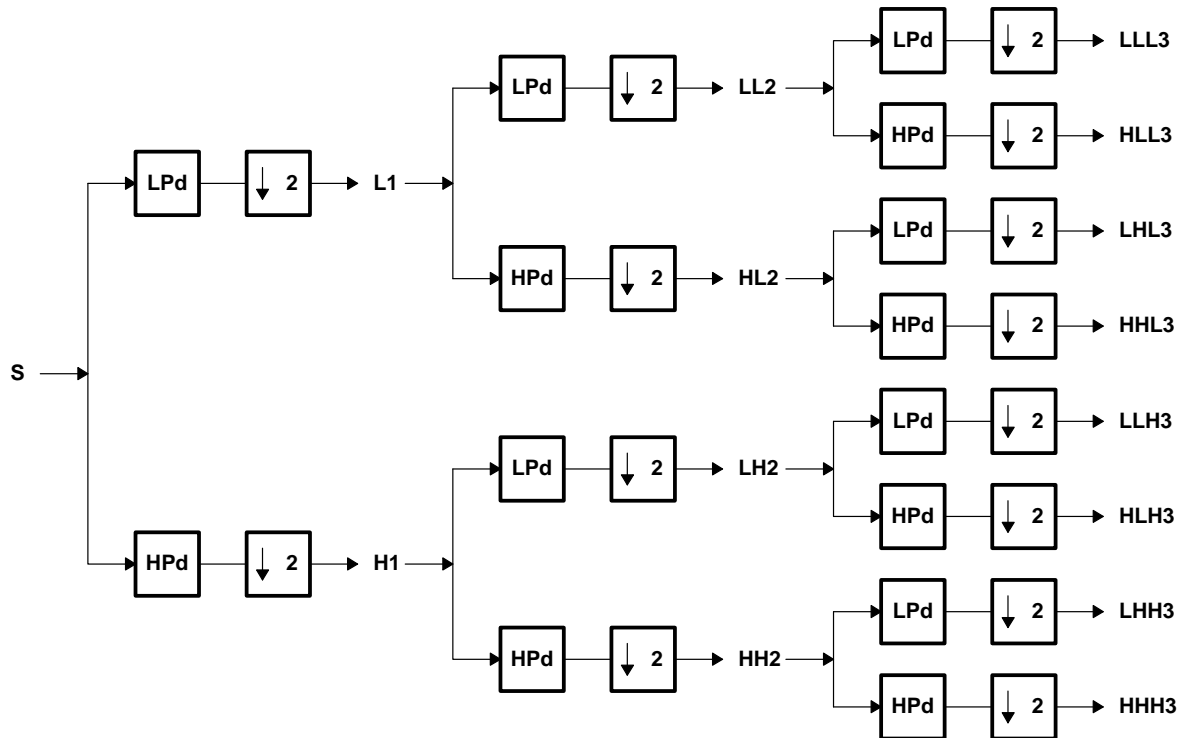 LPd ↓ 2 LLL3
LPd ↓ 2 LL2
HPd ↓ 2 HLL3
LPd ↓ 2 L1
LPd ↓ 2 LHL3
HPd ↓ 2 HL2
HPd ↓ 2 HHL3
S
LPd ↓ 2 LLH3
LPd ↓ 2 LH2
HPd ↓ 2 HLH3
HPd ↓ 2 H1
LPd ↓ 2 LHH3
HPd ↓ 2 HH2
HPd ↓ 2 HHH3